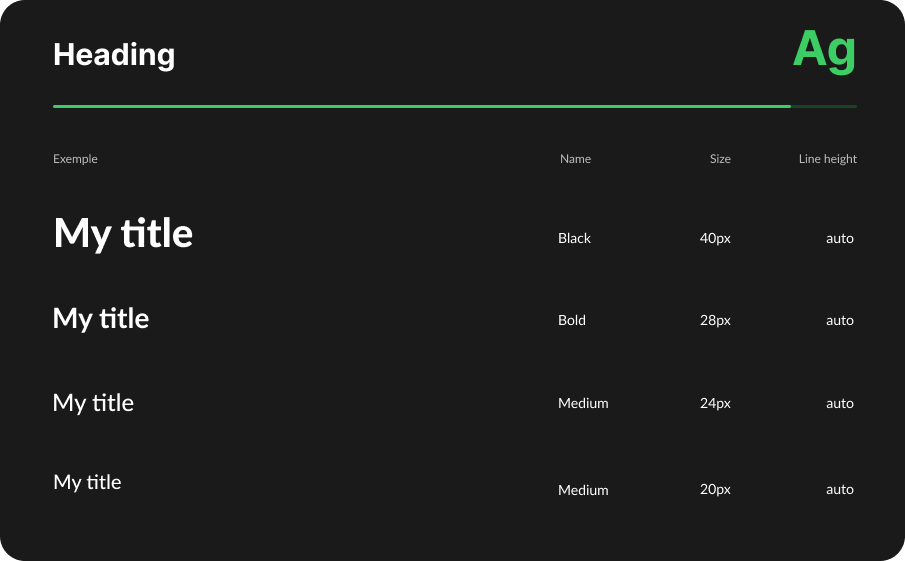 Heading Ag
Exemple Name Size Line height
My title Black 40px auto
My title Bold 28px auto
My title Medium 24px auto
My title Medium 20px auto